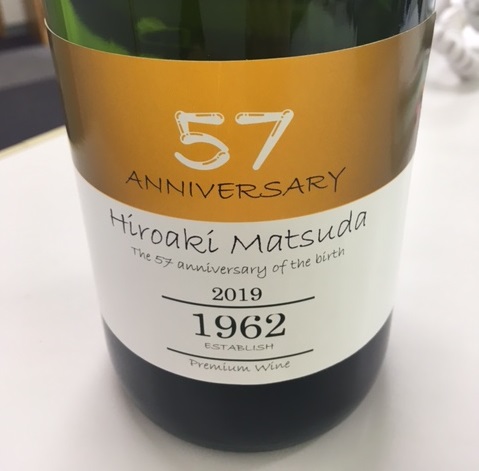 57
ANNIVERSARY
Hiroaki Matsuda
The 57 anniversary of the birth
2019
1962
ESTABLISH
Premium Wine